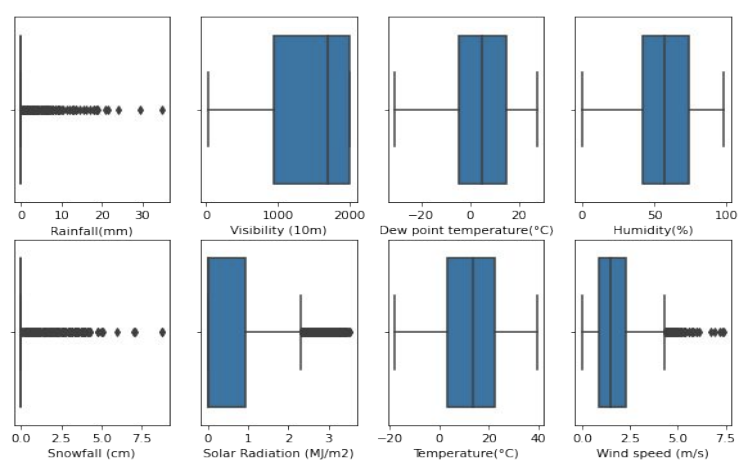 0 10 20 30
Rainfall(mm)
0 1000 2000
Visibility (10m)
−20 0 20
Dew point temperature(°C)
0 50 100
Humidity(%)
0.0 2.5 5.0 7.5
Snowfall (cm)
0 1 2 3
Solar Radiation (MJ/m2)
−20 0 20 40
Temperature(°C)
0.0 2.5 5.0 7.5
Wind speed (m/s)